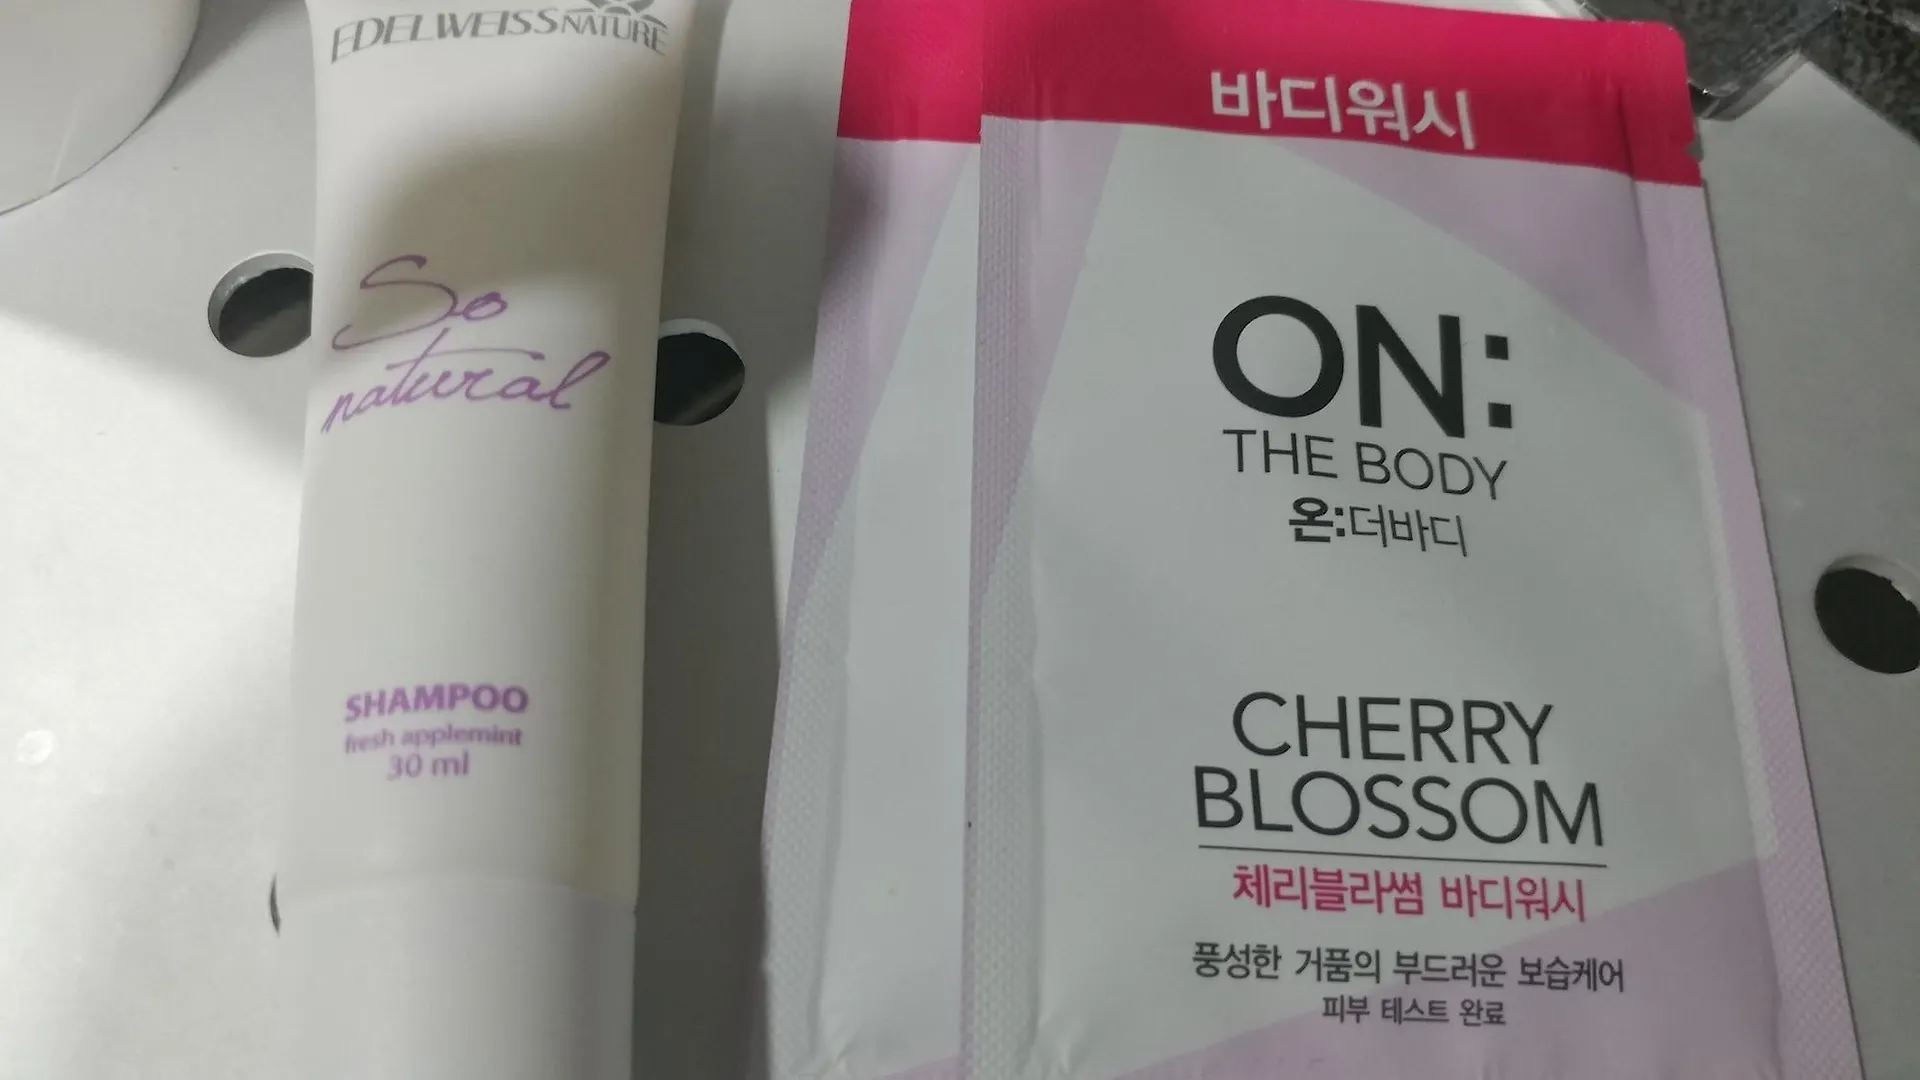 EDELWEISSNATURE
So
natural
SHAMPOO
fresh applemint
30 ml
바디워시
ON:
THE BODY
온:더바디
CHERRY
BLOSSOM
체리블라썸 바디워시
풍성한 거품의 부드러운 보습케어
피부 테스트 완료